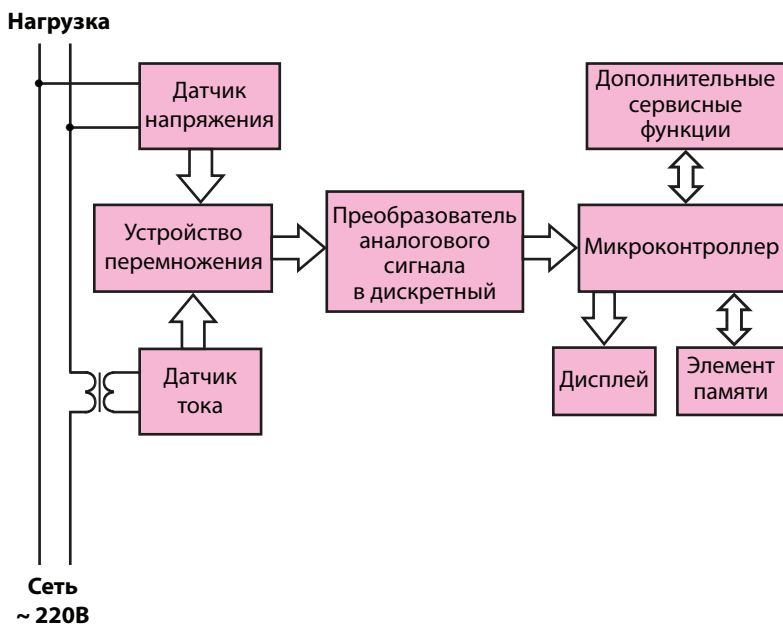 Нагрузка
Датчик
напряжения
Дополнительные
сервисные
функции
Устройство
перемножения
Преобразователь
аналогового
сигнала
в дискретный
Микроконтроллер
Датчик
тока
Дисплей
Элемент
памяти
Сеть
~ 220В